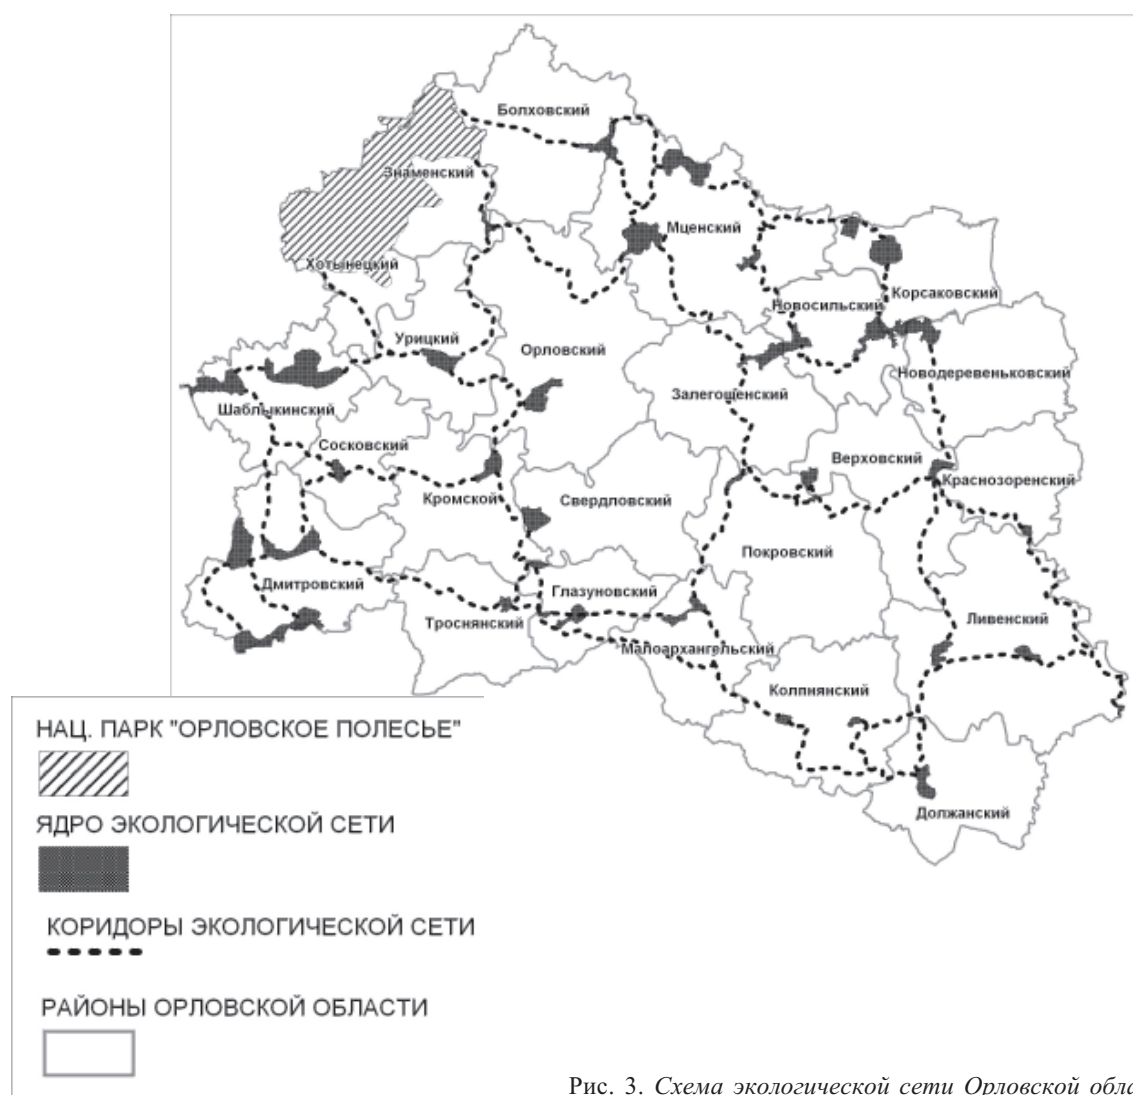 Болховский
Знаменский
Мценский
Хотынецкий
Корсаковский
Новосильский
Урицкий
Орловский
Новодеревеньковский
Залегощенский
Шаблыкинский
Сосковский
Верховский
Краснозоренский
Кромской
Свердловский
Покровский
Дмитровский
Глазуновский
Ливенский
Троснянский
Малоархангельский
Колпнянский
Должанский
НАЦ. ПАРК "ОРЛОВСКОЕ ПОЛЕСЬЕ"
ЯДРО ЭКОЛОГИЧЕСКОЙ СЕТИ
КОРИДОРЫ ЭКОЛОГИЧЕСКОЙ СЕТИ
РАЙОНЫ ОРЛОВСКОЙ ОБЛАСТИ
Рис. 3. Схема экологической сети Орловской обла